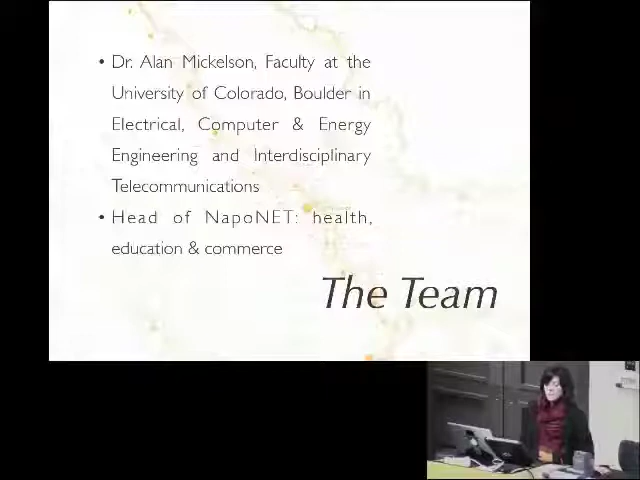 • Dr. Alan Mickelson, Faculty at the
University of Colorado, Boulder in
Electrical, Computer & Energy
Engineering and Interdisciplinary
Telecommunications
• Head of NapoNET: health,
education & commerce
The Team